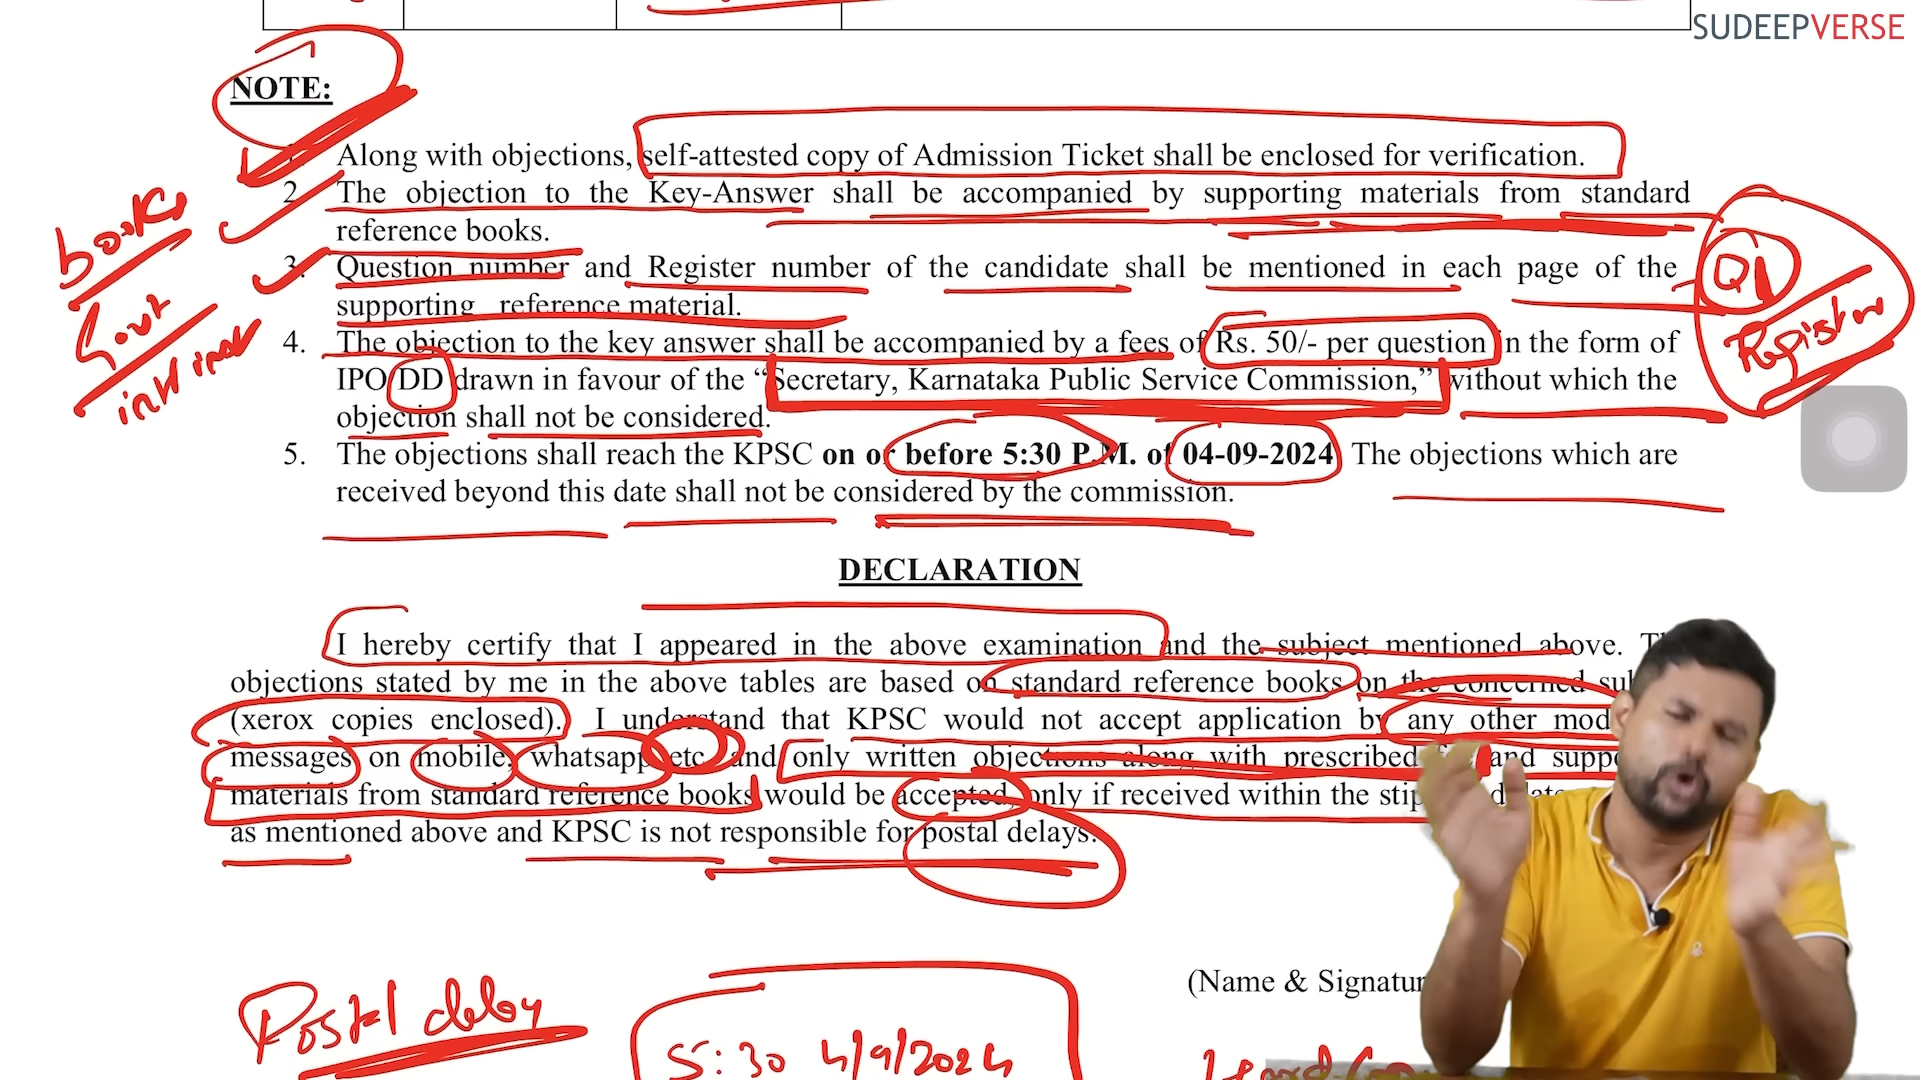 SUDEEPVERSE
NOTE:
Along with objections, self-attested copy of Admission Ticket shall be enclosed for verification.
2. The objection to the Key-Answer shall be accompanied by supporting materials from standard
reference books.
3. Question number and Register number of the candidate shall be mentioned in each page of the
supporting reference material.
4. The objection to the key answer shall be accompanied by a fees of Rs. 50/- per question in the form of
IPO/DD drawn in favour of the “Secretary, Karnataka Public Service Commission,” without which the
objection shall not be considered.
5. The objections shall reach the KPSC on or before 5:30 P.M. of 04-09-2024. The objections which are
received beyond this date shall not be considered by the commission.
books
Govt
Q1
Register
DECLARATION
I hereby certify that I appeared in the above examination and the subject mentioned above.
objections stated by me in the above tables are based on standard reference books on the concerned
(xerox copies enclosed). I understand that KPSC would not accept application by any other
messages on mobile, whatsapp etc and only written objections along with prescribed and
materials from standard reference books would be accepted only if received within the
as mentioned above and KPSC is not responsible for postal delays.
(Name &
Postal delay
5:30 4/9/2024